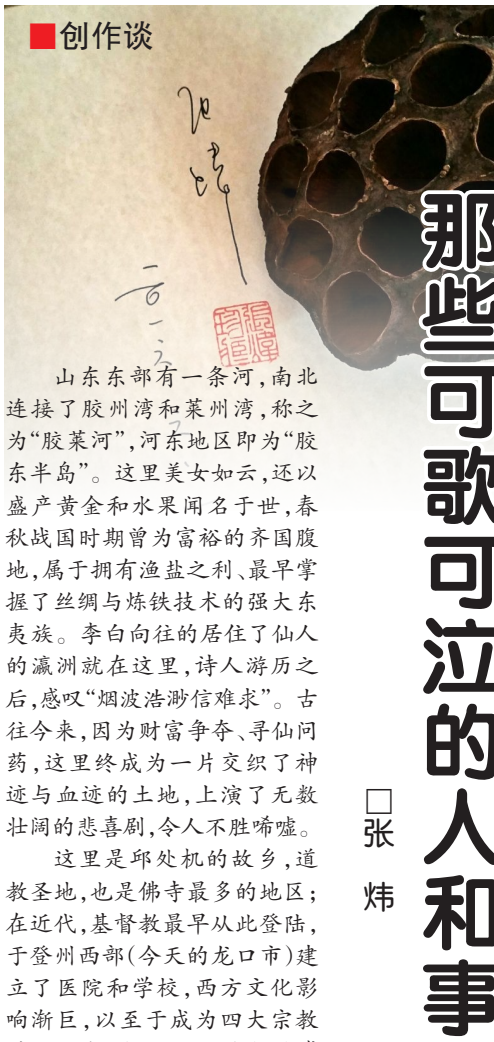 ■创作谈
张炜
那些可歌可泣的人和事
□张 炜
山东东部有一条河,南北
连接了胶州湾和莱州湾,称之
为“胶莱河”,河东地区即为“胶
东半岛”。这里美女如云,还以
盛产黄金和水果闻名于世,春
秋战国时期曾为富裕的齐国腹
地,属于拥有渔盐之利、最早掌
握了丝绸与炼铁技术的强大东
夷族。李白向往的居住了仙人
的瀛洲就在这里,诗人游历之
后,感叹“烟波浩渺信难求”。古
往今来,因为财富争夺、寻仙问
药,这里终成为一片交织了神
迹与血迹的土地,上演了无数
壮阔的悲喜剧,令人不胜唏嘘。
这里是邱处机的故乡,道
教圣地,也是佛寺最多的地区;
在近代,基督教最早从此登陆,
于登州西部(今天的龙口市)建
立了医院和学校,西方文化影
响渐巨,以至于成为四大宗教